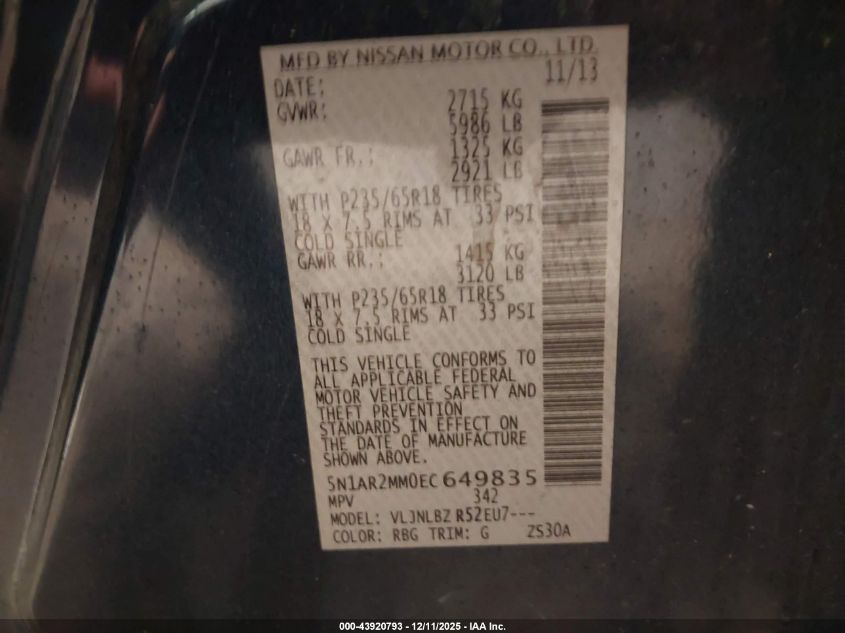 MFD BY NISSAN MOTOR CO., LTD.
DATE: 11/13
GVWR: 2715 KG
5986 LB
GAWR FR.: 1325 KG
2921 LB
WITH P235/65R18 TIRES
18 X 7.5 RIMS AT 33 PSI
COLD SINGLE
GAWR RR.: 1415 KG
3120 LB
WITH P235/65R18 TIRES
18 X 7.5 RIMS AT 33 PSI
COLD SINGLE
THIS VEHICLE CONFORMS TO
ALL APPLICABLE FEDERAL
MOTOR VEHICLE SAFETY AND
THEFT PREVENTION
STANDARDS IN EFFECT ON
THE DATE OF MANUFACTURE
SHOWN ABOVE.
5N1AR2MM0EC649835
MPV 342
MODEL: VLJNLBZ R52EU7---
COLOR: RBG TRIM: G ZS30A
000-43920793 - 12/11/2025 - IAA Inc.